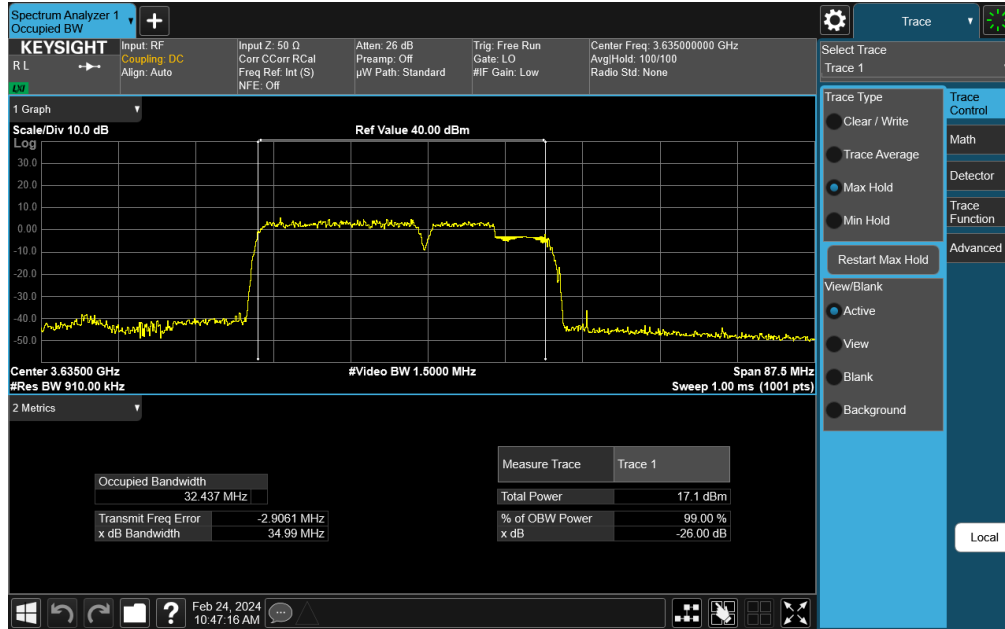 Spectrum Analyzer 1
Occupied BW
Trace
KEYSIGHT
R L
LXI
Input: RF
Coupling: DC
Align: Auto
Input Z: 50 Ω
Corr CCorr RCal
Freq Ref: Int (S)
NFE: Off
Atten: 26 dB
Preamp: Off
µW Path: Standard
Trig: Free Run
Gate: LO
#IF Gain: Low
Center Freq: 3.635000000 GHz
Avg|Hold: 100/100
Radio Std: None
Select Trace
Trace 1
1 Graph
Scale/Div 10.0 dB
Ref Value 40.00 dBm
Log
30.0
20.0
10.0
0.00
-10.0
-20.0
-30.0
-40.0
-50.0
Center 3.63500 GHz
#Video BW 1.5000 MHz
Span 87.5 MHz
#Res BW 910.00 kHz
Sweep 1.00 ms (1001 pts)
Trace Type
Clear / Write
Trace Average
Max Hold
Min Hold
Restart Max Hold
View/Blank
Active
View
Blank
Background
Trace
Control
Math
Detector
Trace
Function
Advanced
Local
2 Metrics
Occupied Bandwidth
32.437 MHz
Transmit Freq Error -2.9061 MHz
x dB Bandwidth 34.99 MHz
Measure Trace Trace 1
Total Power 17.1 dBm
% of OBW Power 99.00 %
x dB -26.00 dB
?
Feb 24, 2024
10:47:16 AM